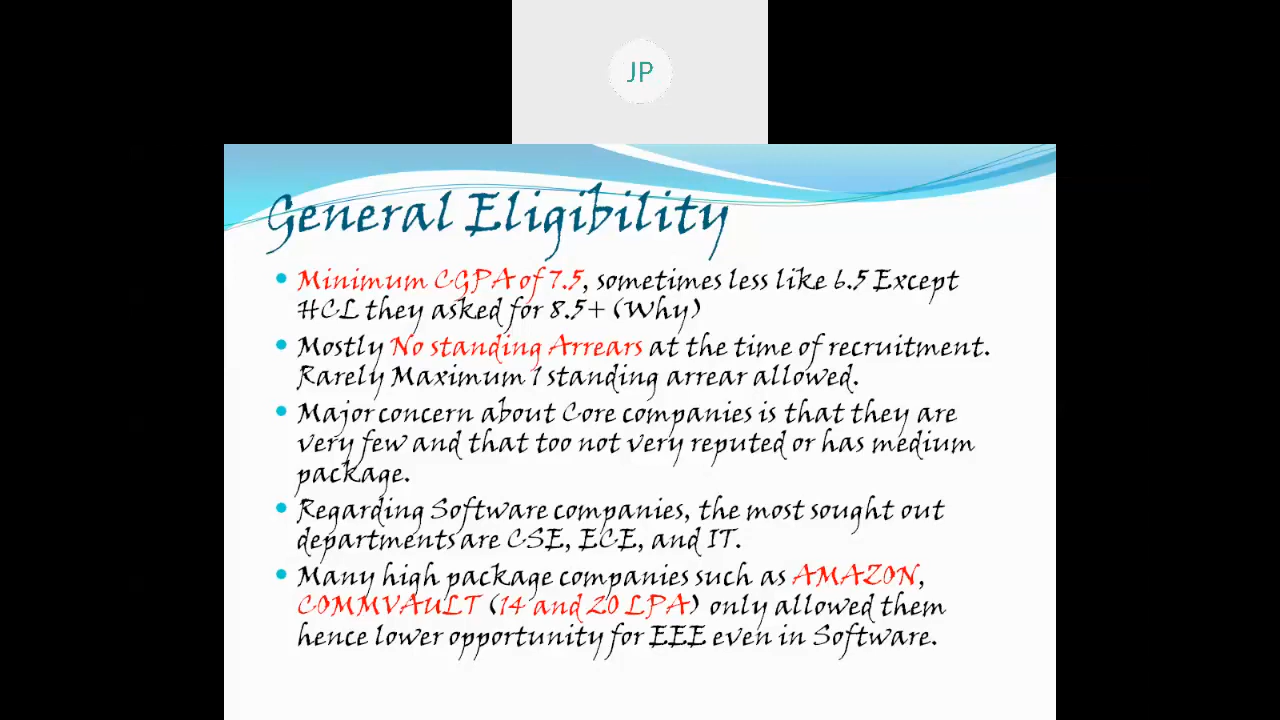 JP
General Eligibility
• Minimum CGPA of 7.5, sometimes less like 6.5 Except
HCL they asked for 8.5+ (Why)
• Mostly No standing Arrears at the time of recruitment.
Rarely Maximum 1 standing arrear allowed.
• Major concern about Core companies is that they are
very few and that too not very reputed or has medium
package.
• Regarding Software companies, the most sought out
departments are CSE, ECE, and IT.
• Many high package companies such as AMAZON,
COMMVAULT (14 and 20 LPA) only allowed them
hence lower opportunity for EEE even in Software.